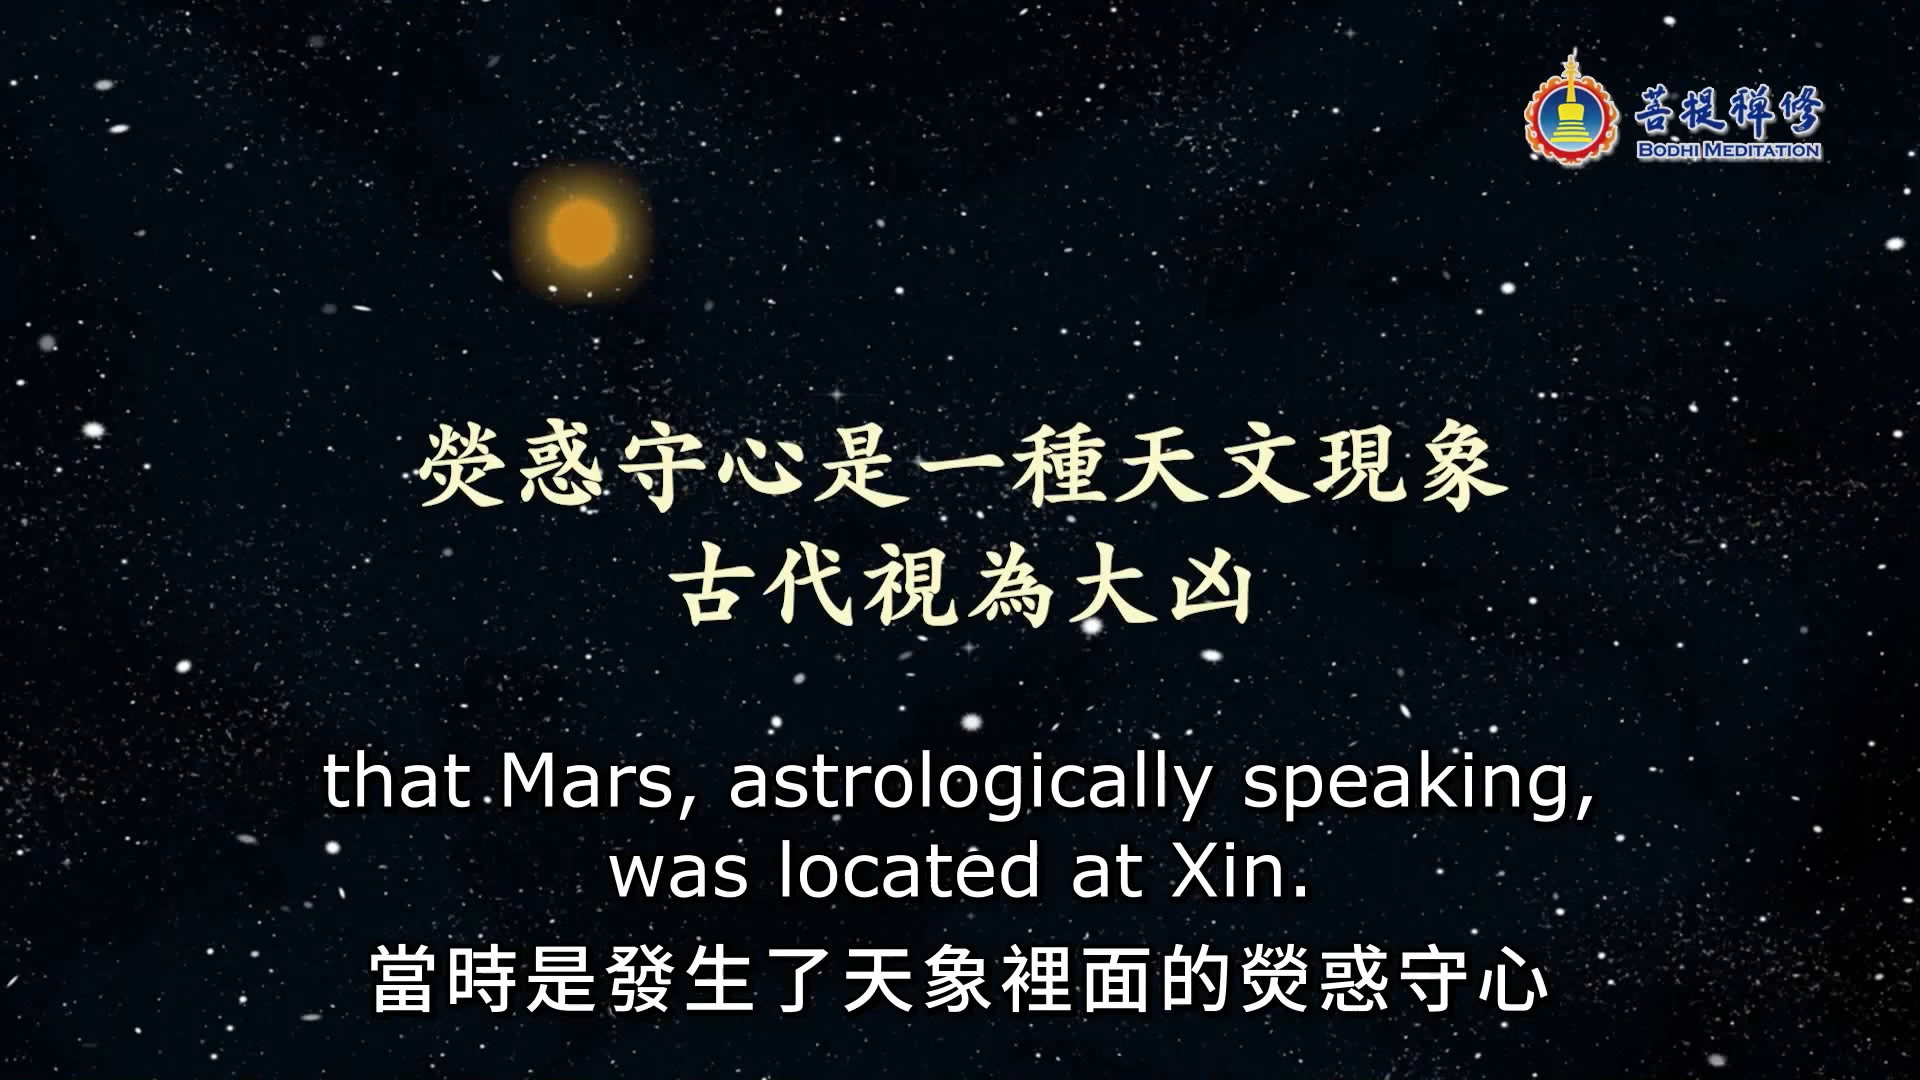 菩提禪修
BODHI MEDITATION
熒惑守心是一種天文現象
古代視為大凶
that Mars, astrologically speaking,
was located at Xin.
當時是發生了天象裡面的熒惑守心